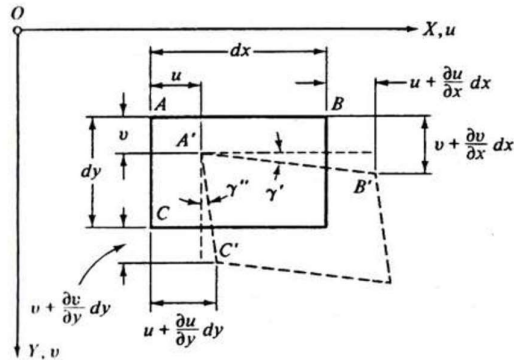 O
X, u
dx
u
u + ∂u/∂x dx
A
B
υ
A'
υ + ∂υ/∂x dx
dy
B'
γ''
γ'
C
C'
υ + ∂υ/∂y dy
u + ∂u/∂y dy
Y, υ